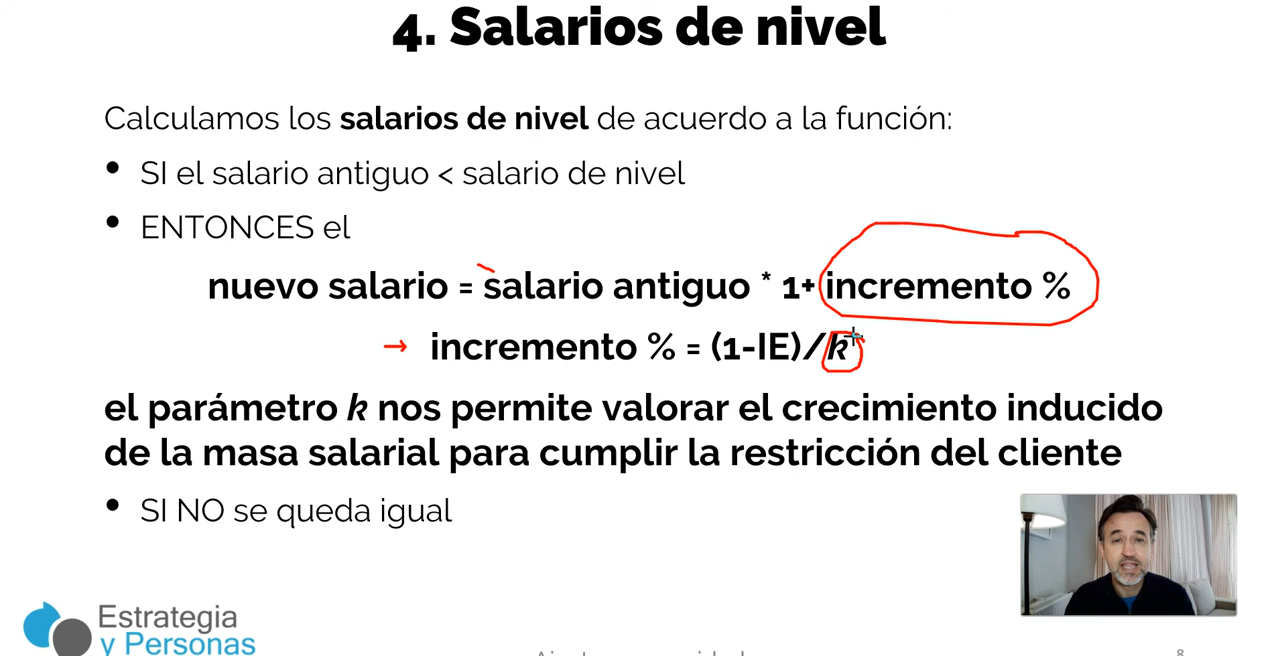 4. Salarios de nivel
Calculamos los salarios de nivel de acuerdo a la función:
• SI el salario antiguo < salario de nivel
• ENTONCES el
nuevo salario = salario antiguo * 1+ incremento %
→ incremento % = (1-IE)/k
el parámetro k nos permite valorar el crecimiento inducido
de la masa salarial para cumplir la restricción del cliente
• SI NO se queda igual
Estrategia
y Personas
8